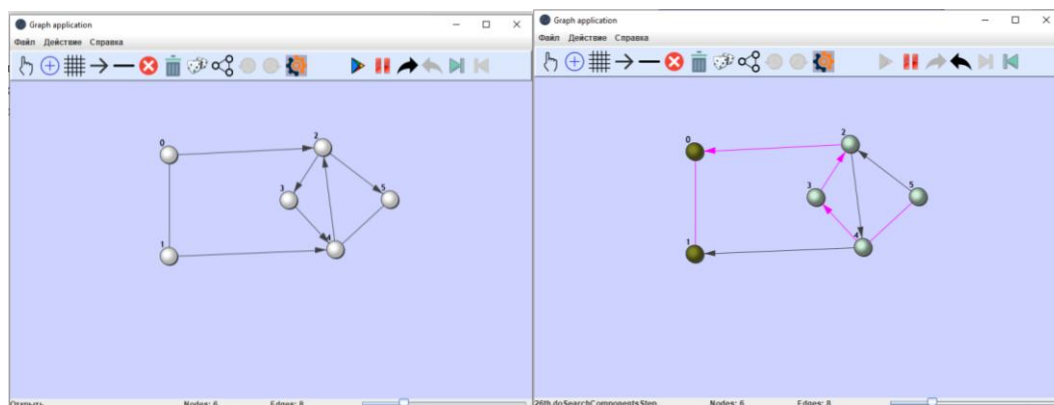 Graph application
Файл Действие Справка
0
2
3
5
1
4
Открыть Nodes: 6 Edges: 8
Graph application
Файл Действие Справка
0
2
3
5
1
4
26th.doSearchComponentsStep Nodes: 6 Edges: 8